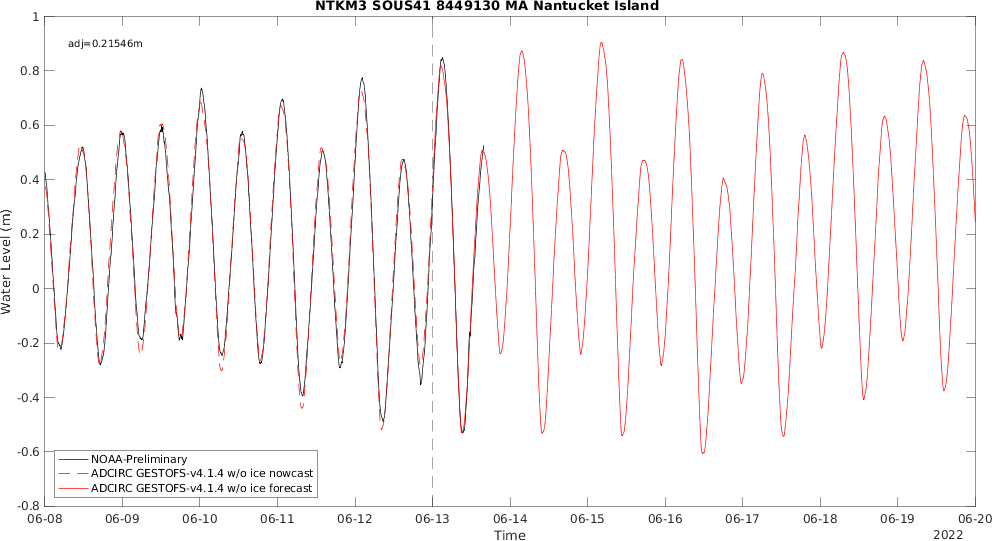 NTKM3 SOUS41 8449130 MA Nantucket Island
adj=0.21546m
1
0.8
0.6
0.4
0.2
0
-0.2
-0.4
-0.6
-0.8
Water Level (m)
NOAA-Preliminary
ADCIRC GESTOFS-v4.1.4 w/o ice nowcast
ADCIRC GESTOFS-v4.1.4 w/o ice forecast
06-08 06-09 06-10 06-11 06-12 06-13 06-14 06-15 06-16 06-17 06-18 06-19 06-20
Time
2022